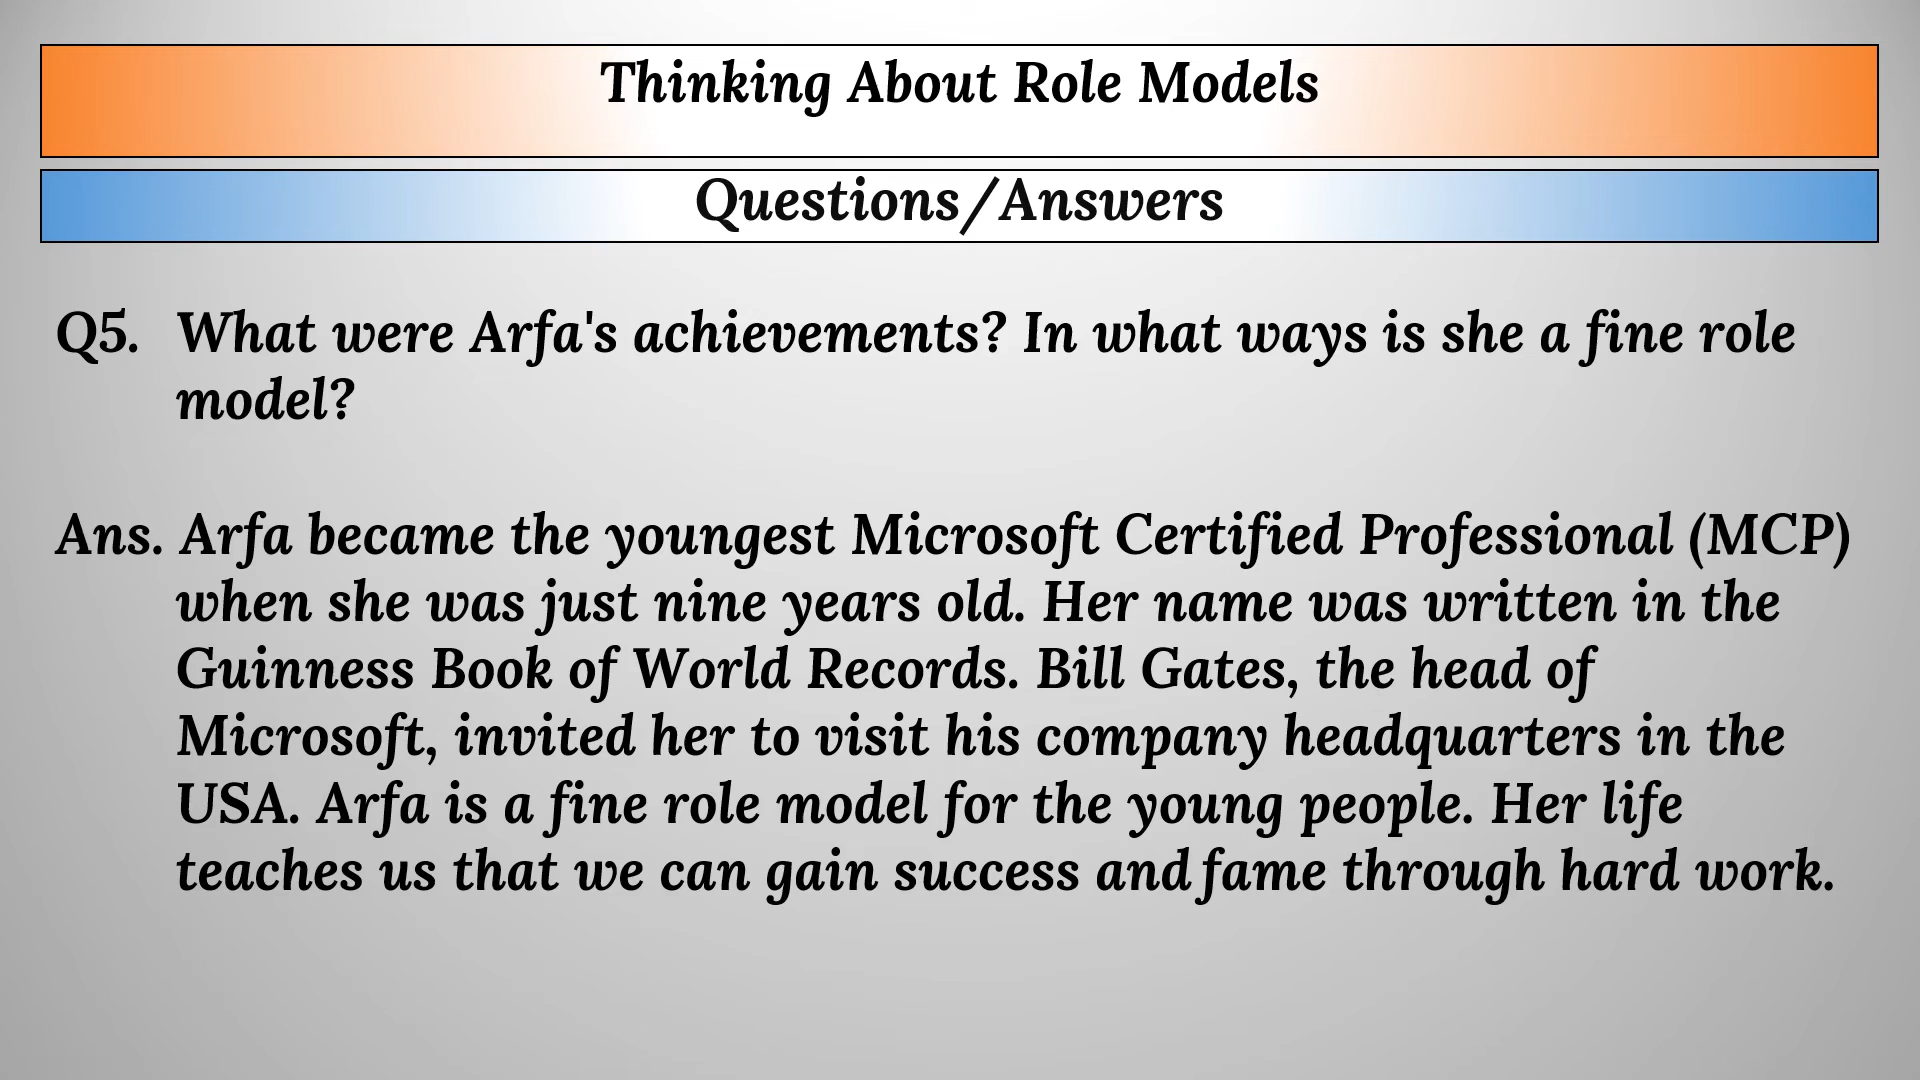 Thinking About Role Models
Questions/Answers
Q5. What were Arfa's achievements? In what ways is she a fine role
model?
Ans. Arfa became the youngest Microsoft Certified Professional (MCP)
when she was just nine years old. Her name was written in the
Guinness Book of World Records. Bill Gates, the head of
Microsoft, invited her to visit his company headquarters in the
USA. Arfa is a fine role model for the young people. Her life
teaches us that we can gain success and fame through hard work.